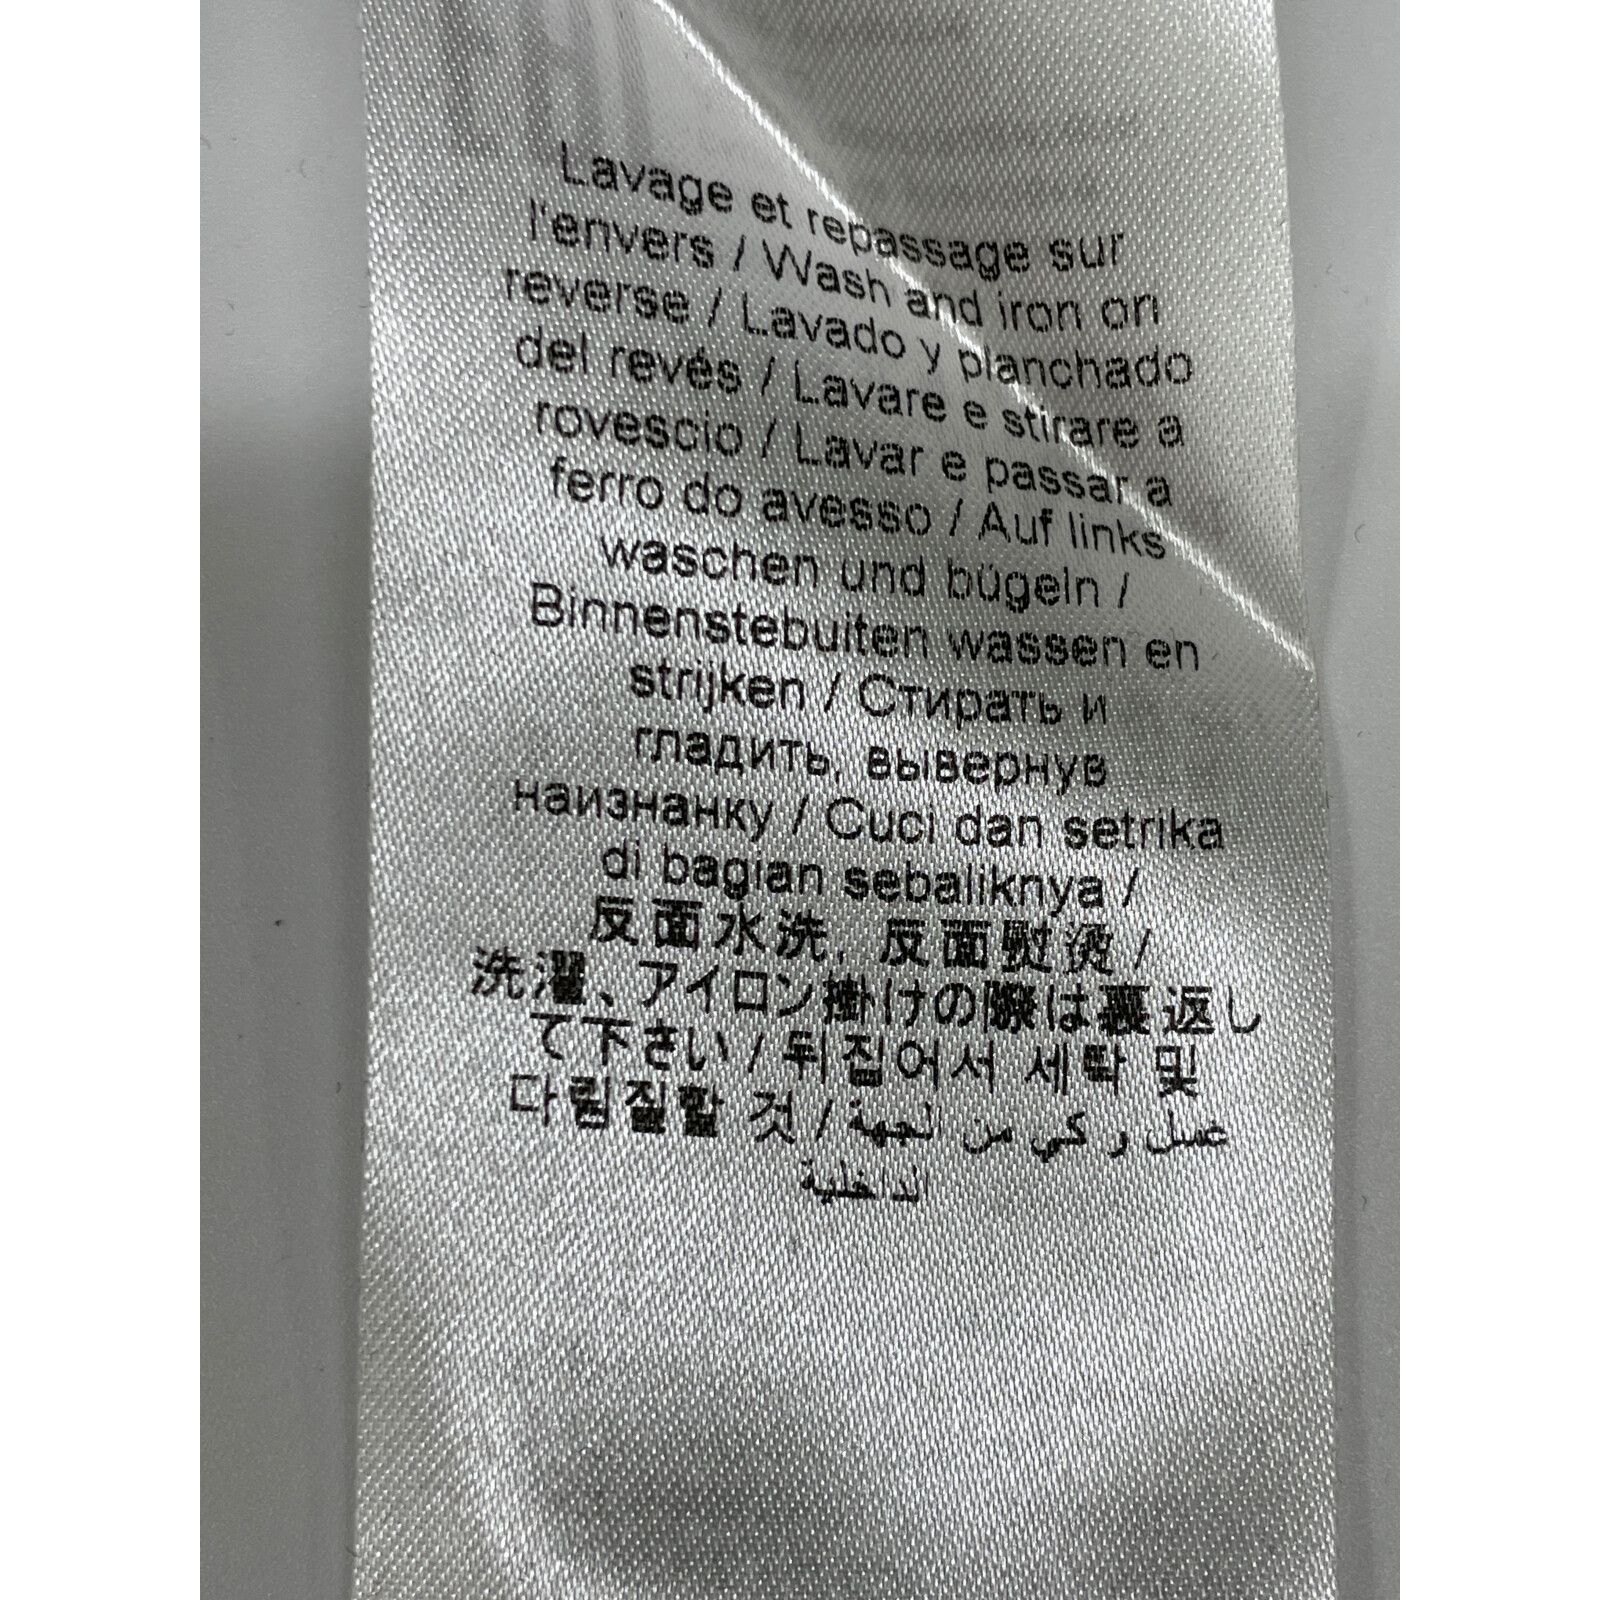 Lavage et repassage sur
l'envers / Wash and iron on
reverse / Lavado y planchado
del revés / Lavare e stirare a
rovescio / Lavar e passar a
ferro do avesso / Auf links
waschen und bügeln /
Binnenstebuiten wassen en
strijken / Стирать и
гладить, вывернув
наизнанку / Cuci dan setrika
di bagian sebaliknya /
反面水洗, 反面熨烫 /
洗濯、アイロン掛けの際は裏返し
て下さい / 뒤집어서 세탁 및
다림질할 것 / غسل و كي من الجهة
الداخلية